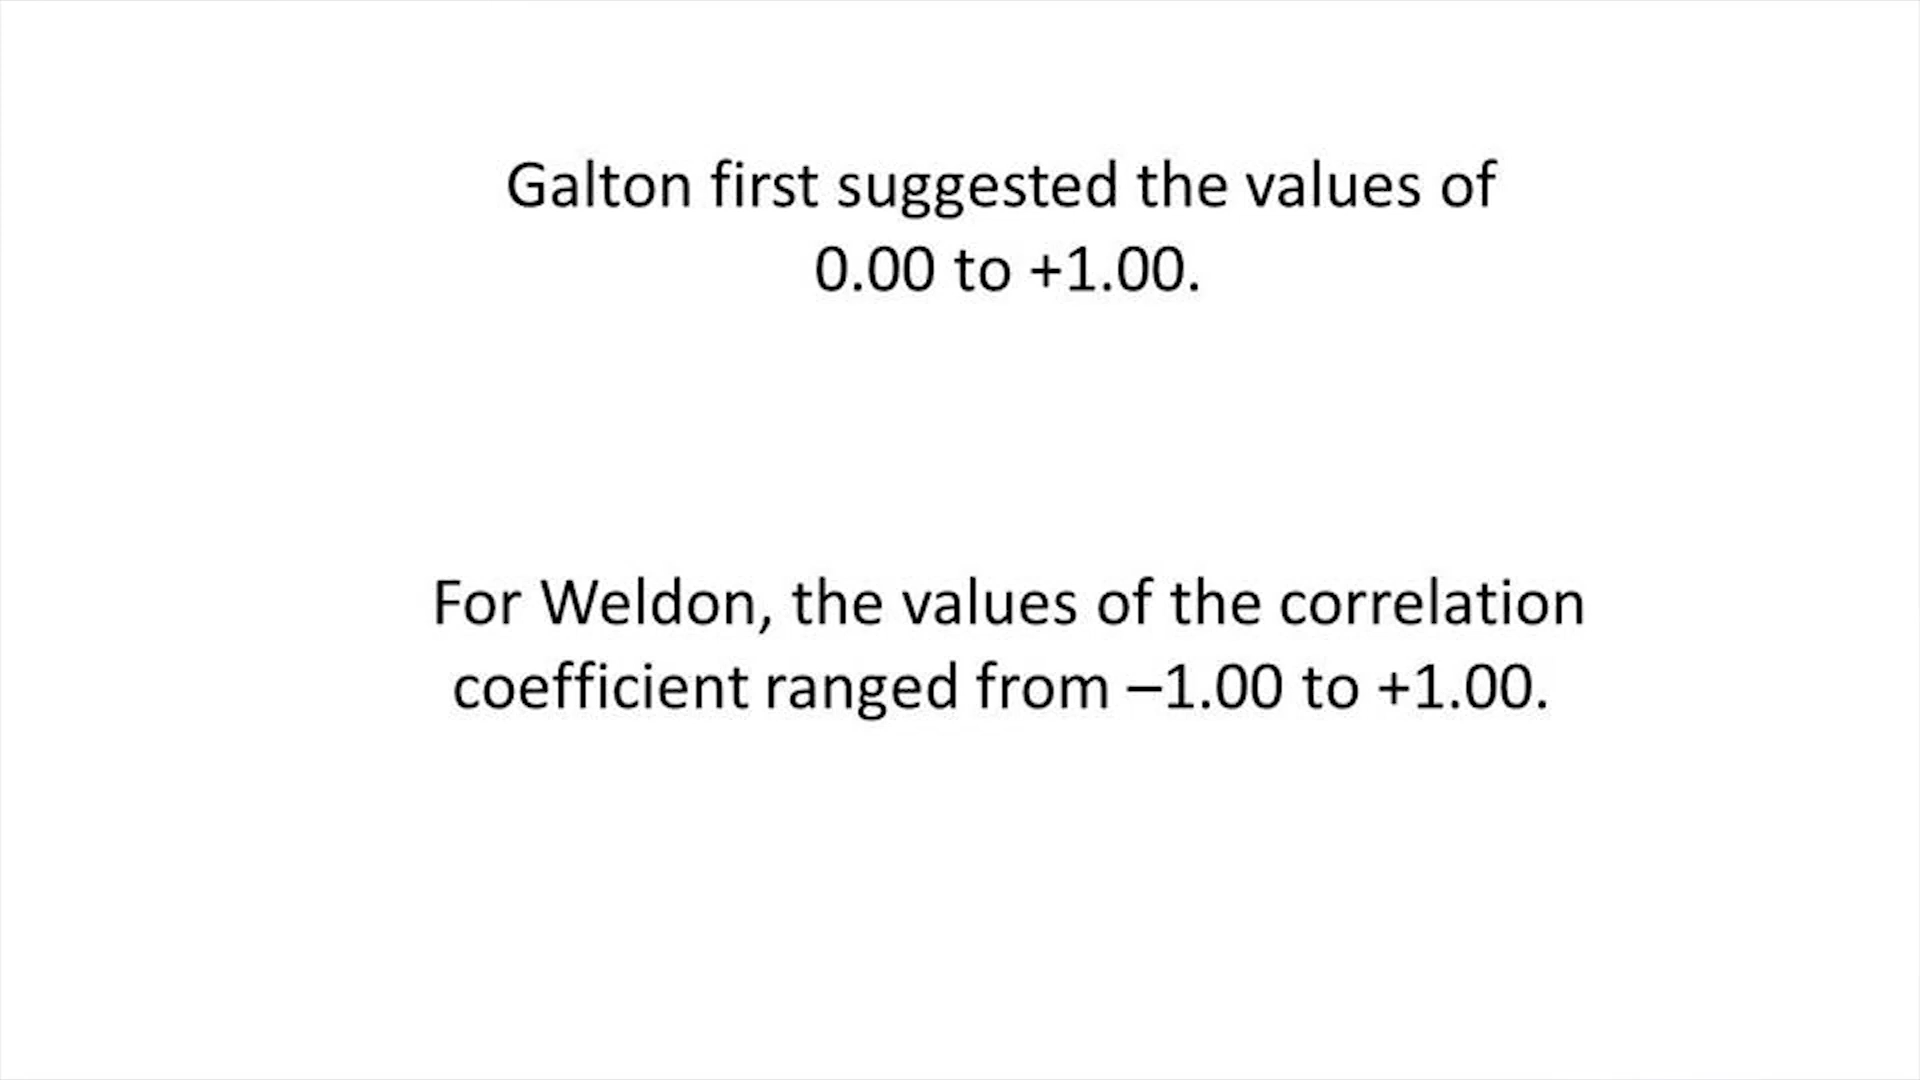 Galton first suggested the values of
0.00 to +1.00.
For Weldon, the values of the correlation
coefficient ranged from –1.00 to +1.00.